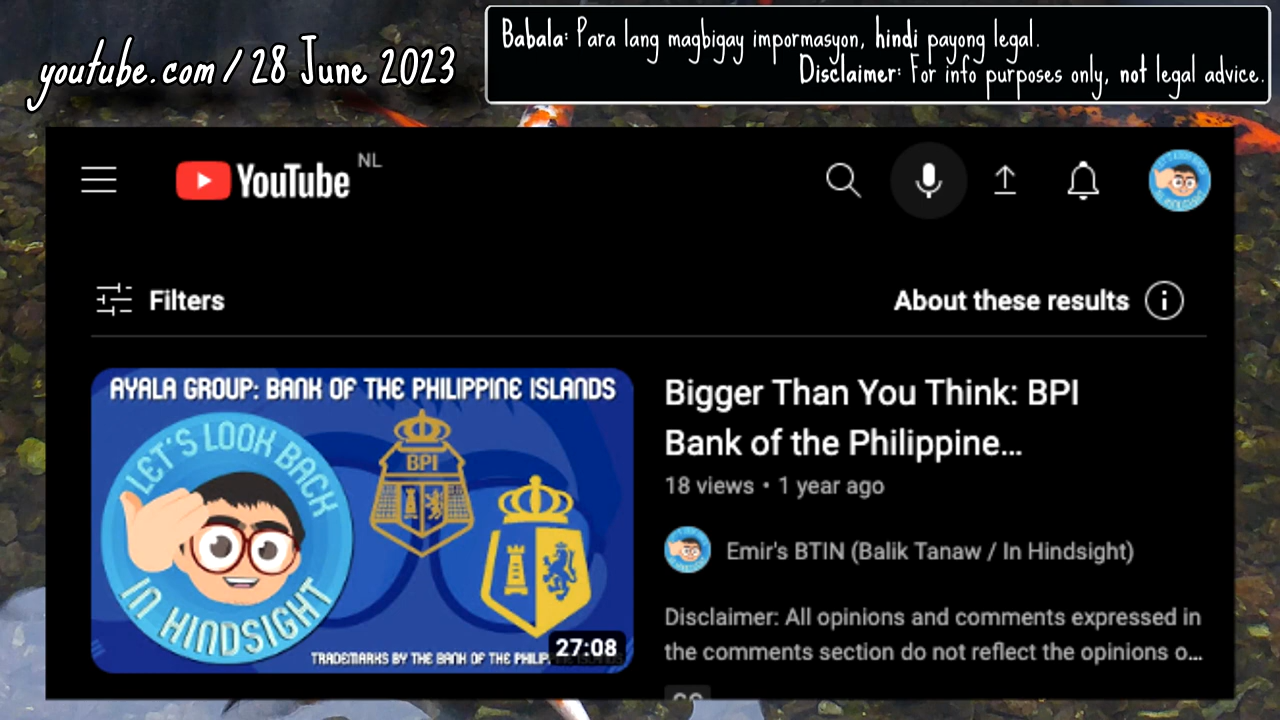 youtube.com / 28 June 2023
Babala: Para lang magbigay impormasyon, hindi payong legal.
Disclaimer: For info purposes only, not legal advice.
YouTube NL
Filters
About these results
AYALA GROUP: BANK OF THE PHILIPPINE ISLANDS
LET'S LOOK BACK
IN HINDSIGHT
BPI
TRADEMARKS BY THE BANK OF THE PHILIP
27:08
Bigger Than You Think: BPI
Bank of the Philippine...
18 views • 1 year ago
Emir's BTIN (Balik Tanaw / In Hindsight)
Disclaimer: All opinions and comments expressed in
the comments section do not reflect the opinions o...